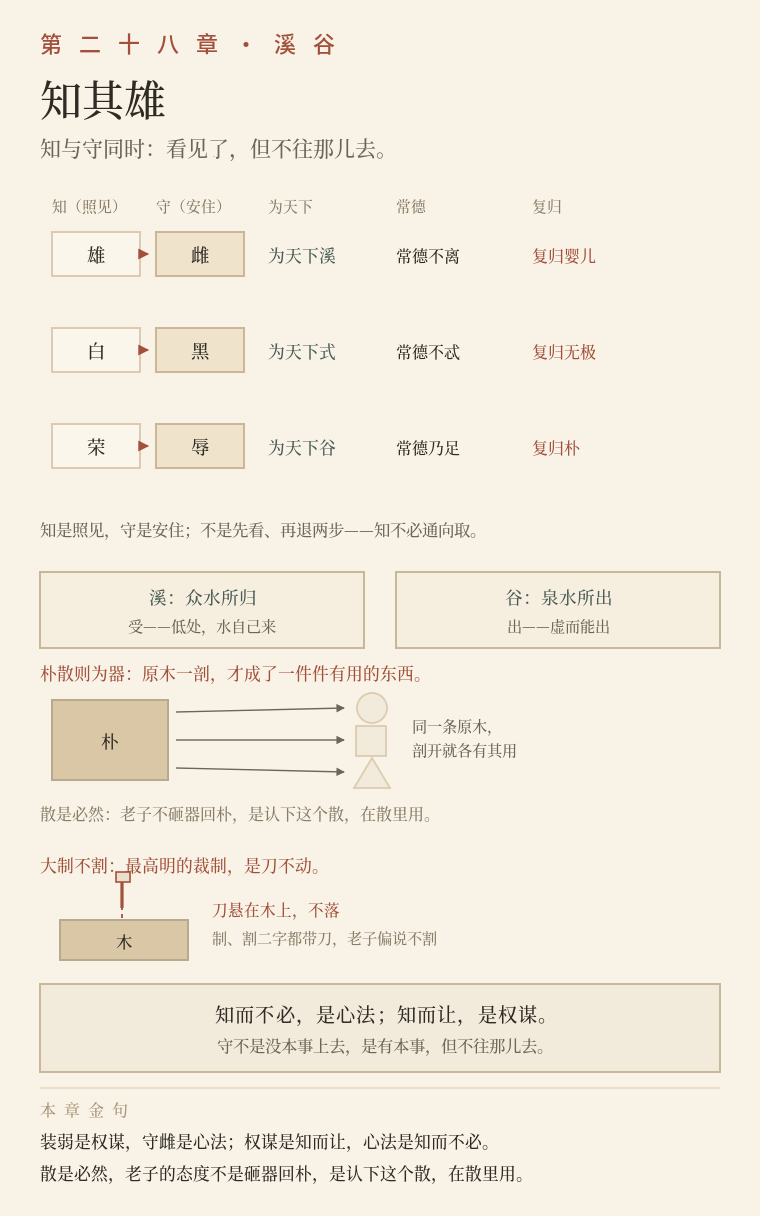 第二十八章·溪谷
知其雄
知与守同时：看见了，但不往那儿去。
知（照见） 守（安住） 为天下 常德 复归
雄 雌 为天下溪 常德不离 复归婴儿
白 黑 为天下式 常德不忒 复归无极
荣 辱 为天下谷 常德乃足 复归朴
知是照见，守是安住；不是先看、再退两步——知不必通向取。
溪：众水所归
受——低处，水自己来
谷：泉水所出
出——虚而能出
朴散则为器：原木一剖，才成了一件件有用的东西。
朴
同一条原木，
剖开就各有其用
散是必然：老子不砸器回朴，是认下这个散，在散里用。
大制不割：最高明的裁制，是刀不动。
刀悬在木上，不落
木
制、割二字都带刀，老子偏说不割
知而不必，是心法；知而让，是权谋。
守不是没本事上去，是有本事，但不往那儿去。
本章金句
装弱是权谋，守雌是心法；权谋是知而让，心法是知而不必。
散是必然，老子的态度不是砸器回朴，是认下这个散，在散里用。